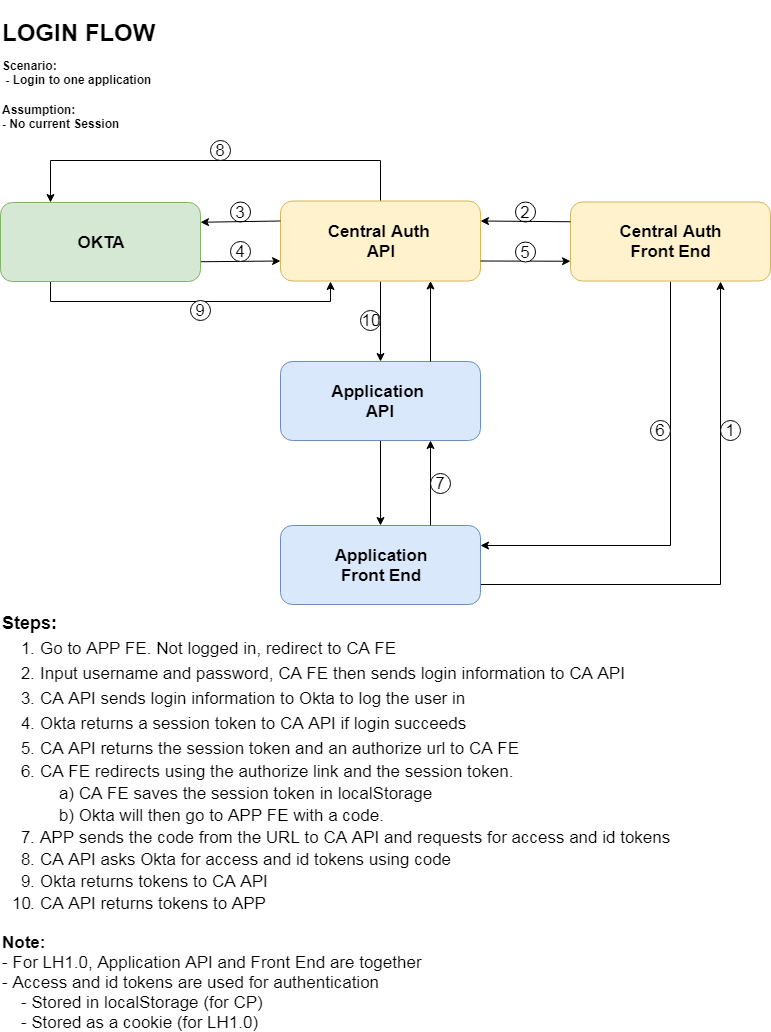 LOGIN FLOW
Scenario:
- Login to one application
Assumption:
- No current Session
8
3
2
OKTA
Central Auth
API
Central Auth
Front End
4
5
9
10
Application
API
6
1
7
Application
Front End
Steps:
1. Go to APP FE. Not logged in, redirect to CA FE
2. Input username and password, CA FE then sends login information to CA API
3. CA API sends login information to Okta to log the user in
4. Okta returns a session token to CA API if login succeeds
5. CA API returns the session token and an authorize url to CA FE
6. CA FE redirects using the authorize link and the session token.
a) CA FE saves the session token in localStorage
b) Okta will then go to APP FE with a code.
7. APP sends the code from the URL to CA API and requests for access and id tokens
8. CA API asks Okta for access and id tokens using code
9. Okta returns tokens to CA API
10. CA API returns tokens to APP
Note:
- For LH1.0, Application API and Front End are together
- Access and id tokens are used for authentication
- Stored in localStorage (for CP)
- Stored as a cookie (for LH1.0)